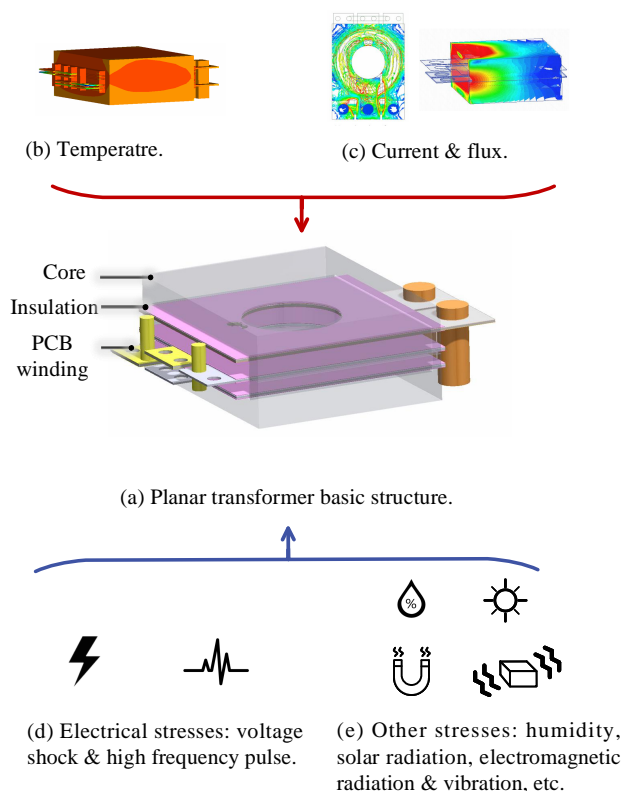 (b) Temperatre.
(c) Current & flux.
Core
Insulation
PCB
winding
(a) Planar transformer basic structure.
%
(d) Electrical stresses: voltage
shock & high frequency pulse.
(e) Other stresses: humidity,
solar radiation, electromagnetic
radiation & vibration, etc.